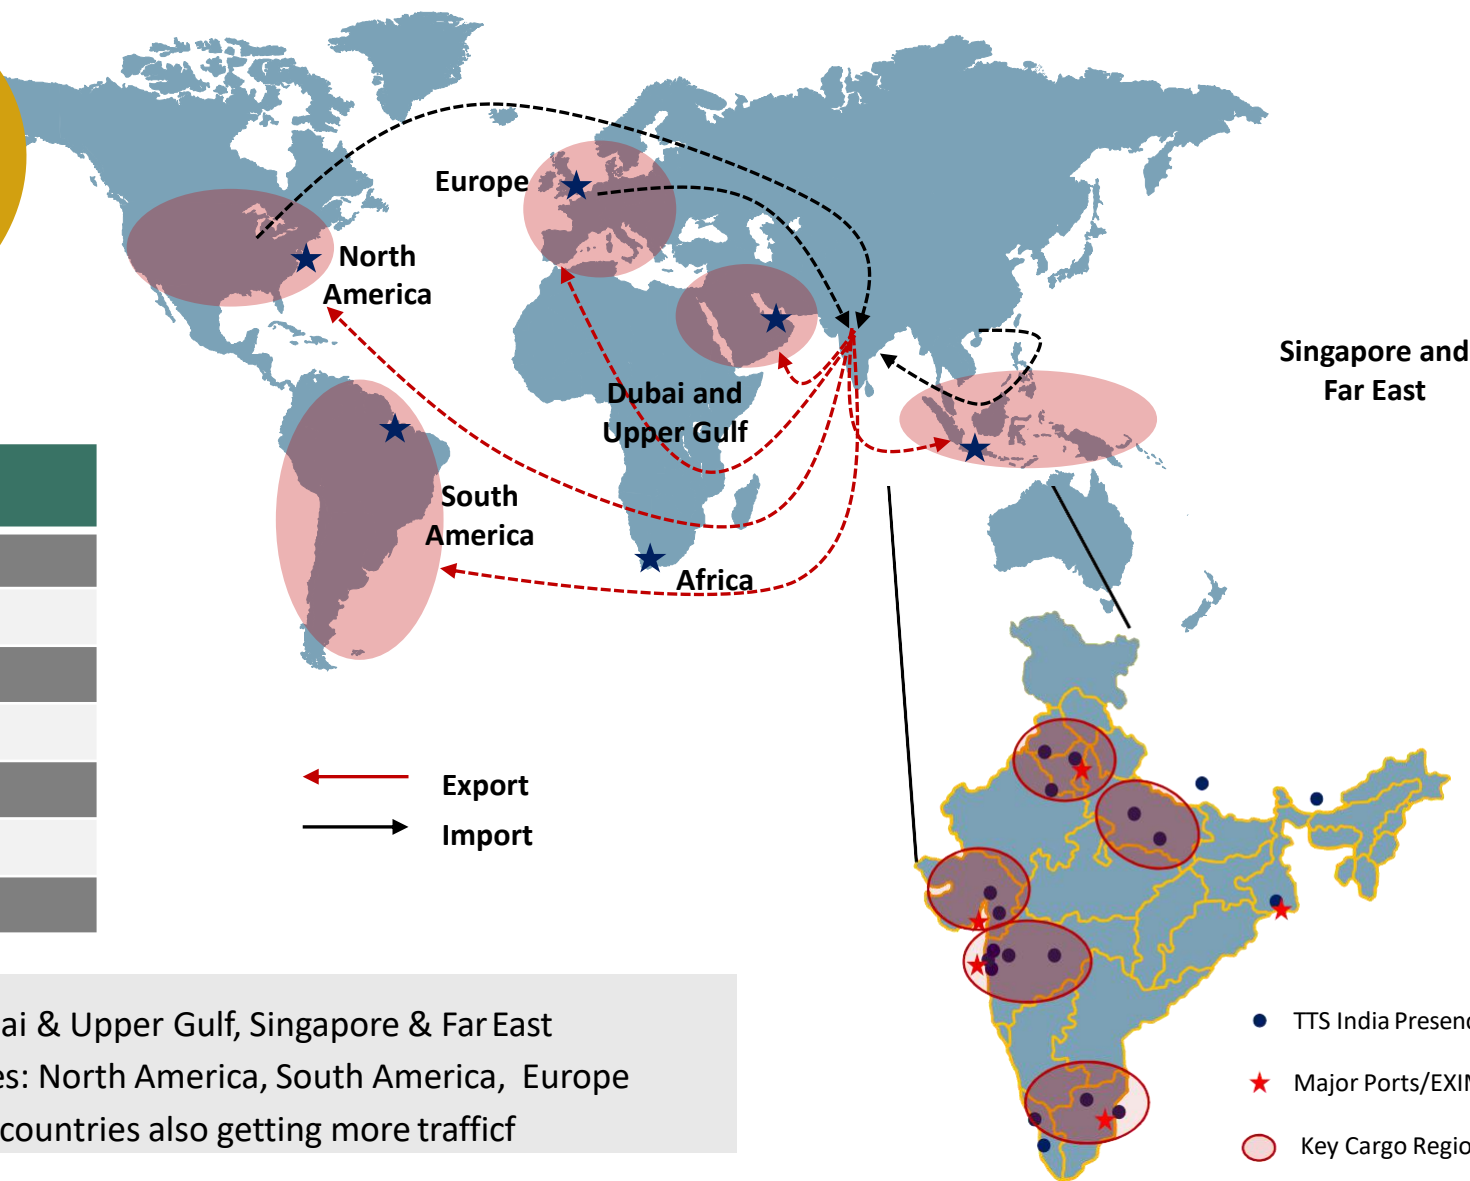 Europe
North
America
Singapore and
Far East
Dubai and
Upper Gulf
South
America
Africa
Export
Import
ai & Upper Gulf, Singapore & Far East
es: North America, South America, Europe
countries also getting more trafficf
TTS India Presenc
Major Ports/EXIN
Key Cargo Regio